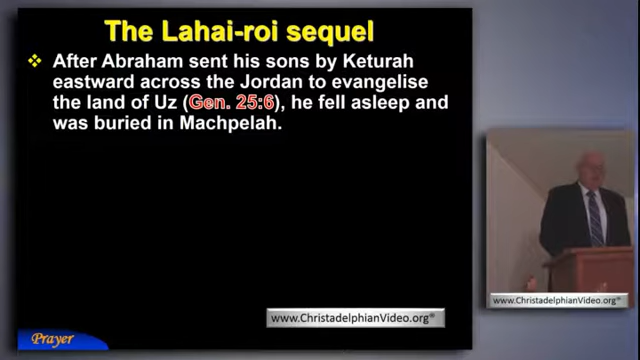 The Lahai-roi sequel
After Abraham sent his sons by Keturah
eastward across the Jordan to evangelise
the land of Uz (Gen. 25:6), he fell asleep and
was buried in Machpelah.
www.ChristadelphianVideo.org®
www.ChristadelphianVideo.org®
Prayer